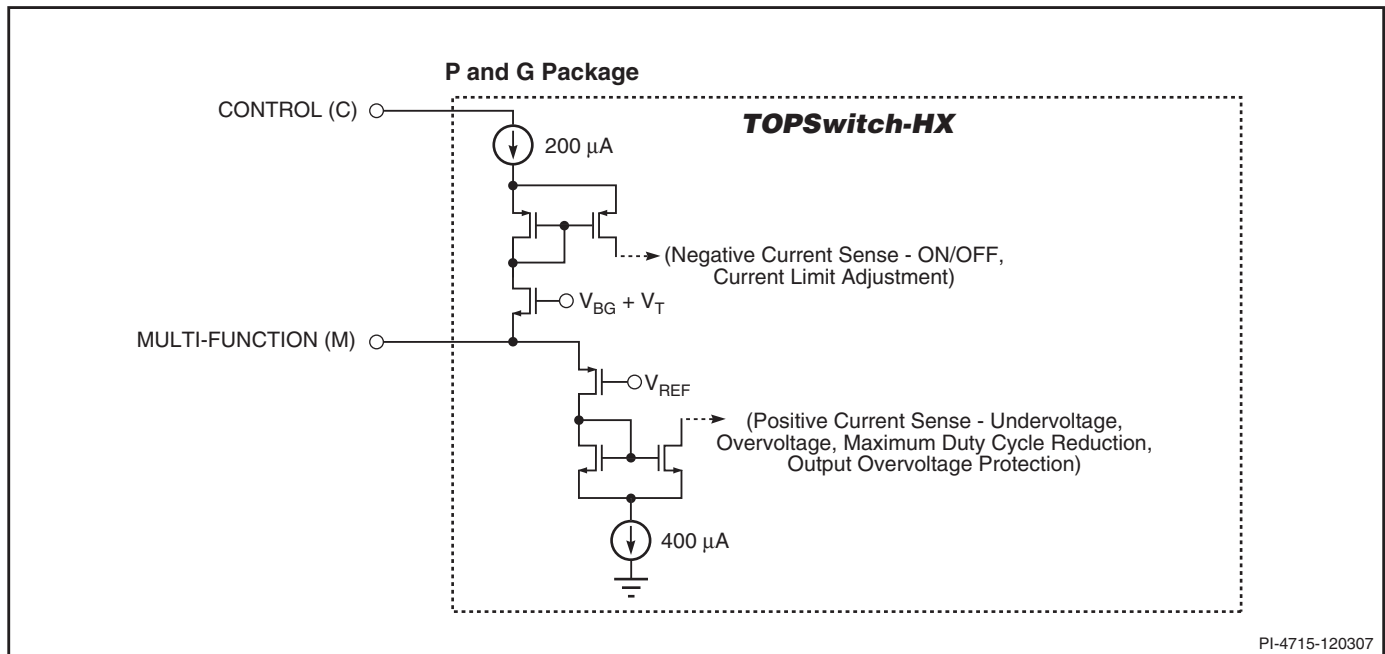 P and G Package
CONTROL (C)
TOPSwitch-HX
200 μA
(Negative Current Sense - ON/OFF,
Current Limit Adjustment)
V_BG + V_T
MULTI-FUNCTION (M)
V_REF
(Positive Current Sense - Undervoltage,
Overvoltage, Maximum Duty Cycle Reduction,
Output Overvoltage Protection)
400 μA
PI-4715-120307